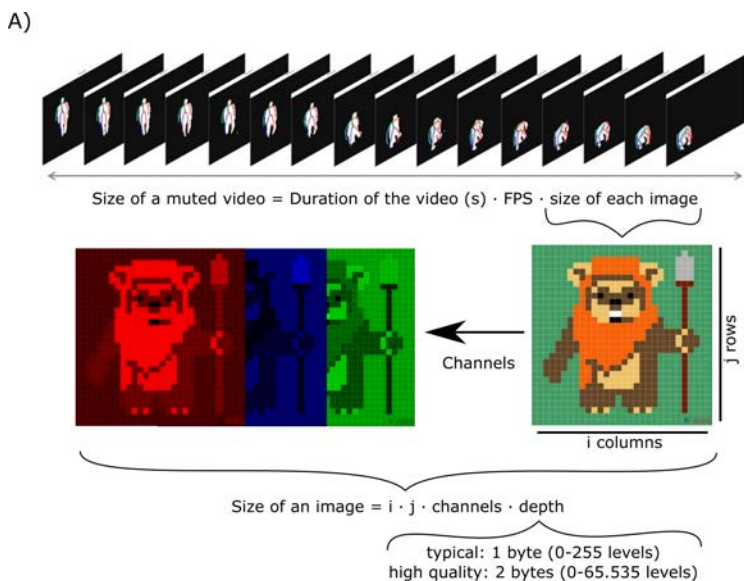 A)
Size of a muted video = Duration of the video (s) · FPS · size of each image
Channels
j rows
i columns
Size of an image = i · j · channels · depth
typical: 1 byte (0-255 levels)
high quality: 2 bytes (0-65.535 levels)